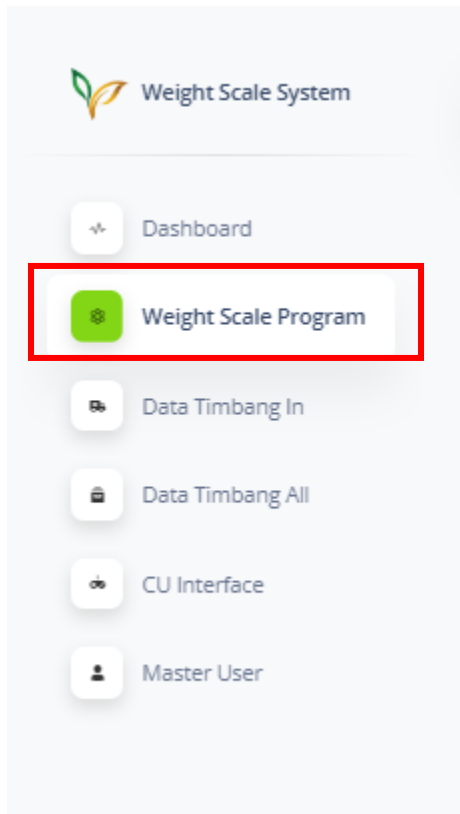 Weight Scale System
Dashboard
Weight Scale Program
Data Timbang In
Data Timbang All
CU Interface
Master User